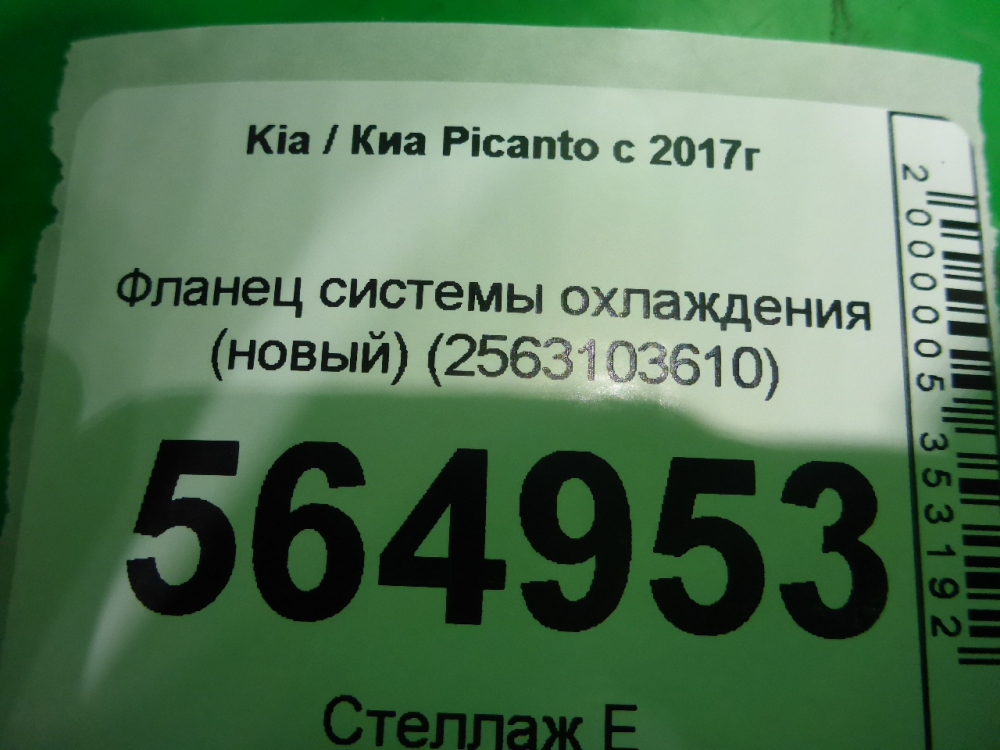 Kia / Киа Picanto с 2017г
Фланец системы охлаждения
(новый) (2563103610)
564953
Стеллаж Е
2000005353192